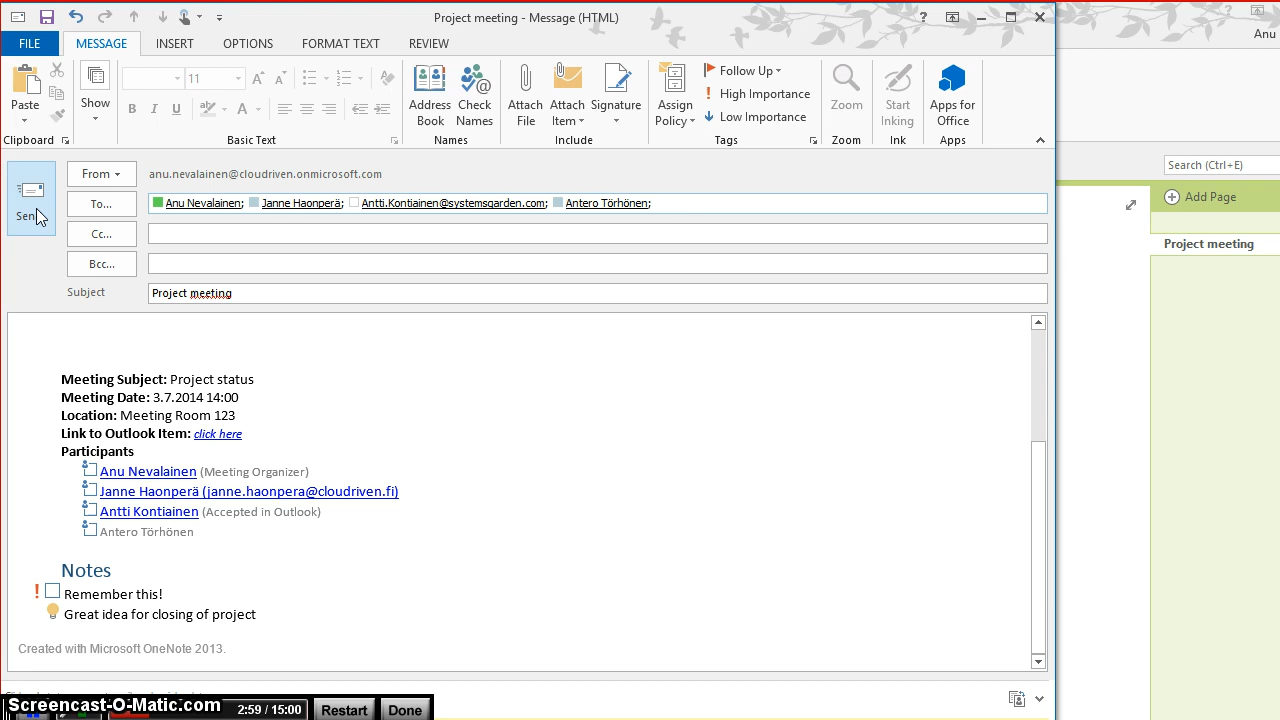 Project meeting - Message (HTML)
Anu
FILE MESSAGE INSERT OPTIONS FORMAT TEXT REVIEW
Paste
Show
11
Address Book
Check Names
Attach File
Attach Item
Signature
Assign Policy
Follow Up
High Importance
Low Importance
Zoom
Start Inking
Apps for Office
Clipboard Basic Text Names Include Tags Zoom Ink Apps
Search (Ctrl+E)
Add Page
Project meeting
From anu.nevalainen@cloudriven.onmicrosoft.com
To... Anu Nevalainen; Janne Haonperä; Antti.Kontiainen@systemsgarden.com; Antero Törhönen;
Cc...
Bcc...
Subject Project meeting
Meeting Subject: Project status
Meeting Date: 3.7.2014 14:00
Location: Meeting Room 123
Link to Outlook Item: click here
Participants
Anu Nevalainen (Meeting Organizer)
Janne Haonperä (janne.haonpera@cloudriven.fi)
Antti Kontiainen (Accepted in Outlook)
Antero Törhönen
Notes
! Remember this!
Great idea for closing of project
Created with Microsoft OneNote 2013.
Screencast-O-Matic.com 2:59 / 15:00 Restart Done